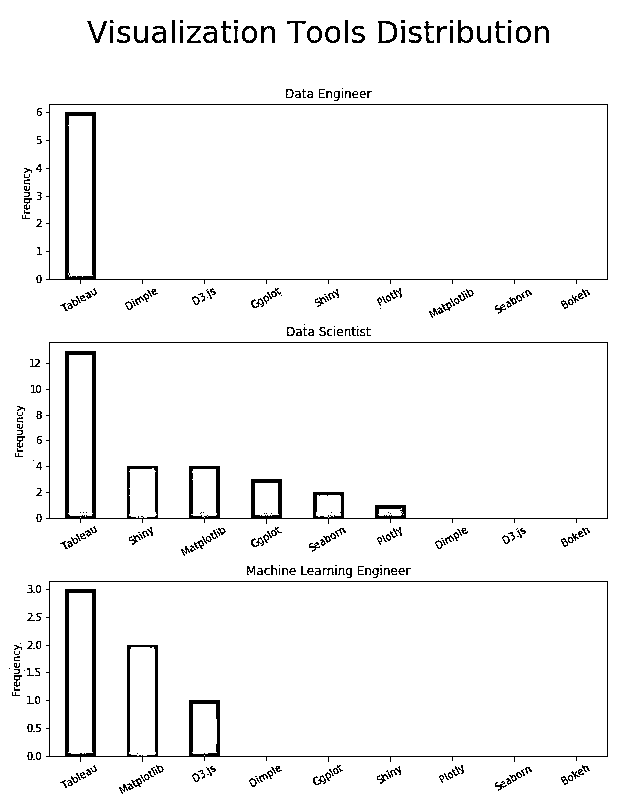 Visualization Tools Distribution
Data Engineer
Frequency
6
5
4
3
2
1
0
Tableau Dimple D3.js Ggplot Shiny Plotly Matplotlib Seaborn Bokeh
Data Scientist
Frequency
12
10
8
6
4
2
0
Tableau Shiny Matplotlib Ggplot Seaborn Plotly Dimple D3.js Bokeh
Machine Learning Engineer
Frequency
3.0
2.5
2.0
1.5
1.0
0.5
0.0
Tableau Matplotlib D3.js Dimple Ggplot Shiny Plotly Seaborn Bokeh